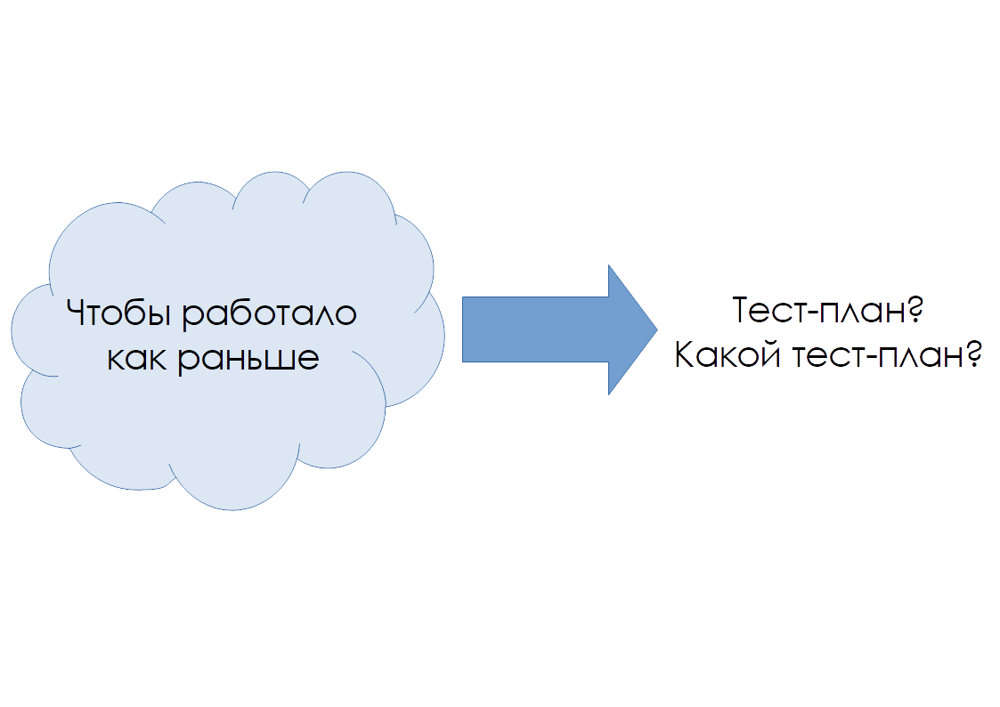 Чтобы работало
как раньше
Тест-план?
Какой тест-план?